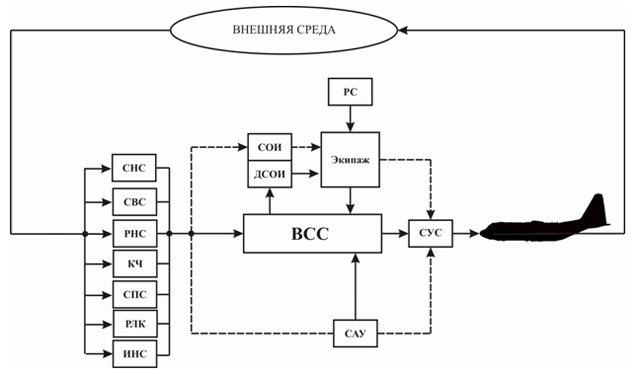 ВНЕШНЯЯ СРЕДА
РС
СОИ
ДСОИ
Экипаж
СНС
СВС
РНС
КЧ
СПС
РЛК
ИНС
ВСС
СУС
САУ